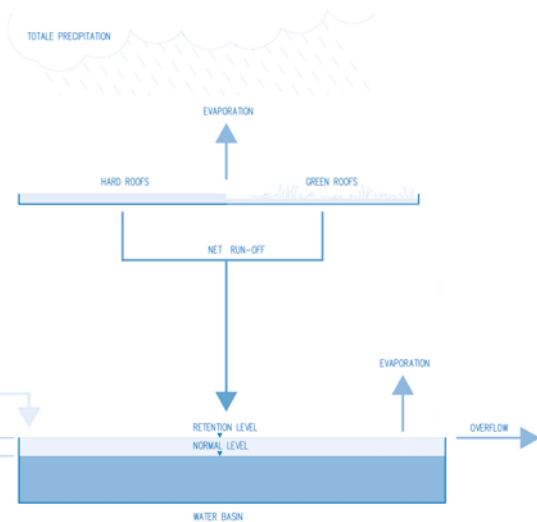 TOTALE PRECIPITATION
EVAPORATION
HARD ROOFS
GREEN ROOFS
NET RUN-OFF
EVAPORATION
RETENTION LEVEL
OVERFLOW
NORMAL LEVEL
WATER BASIN